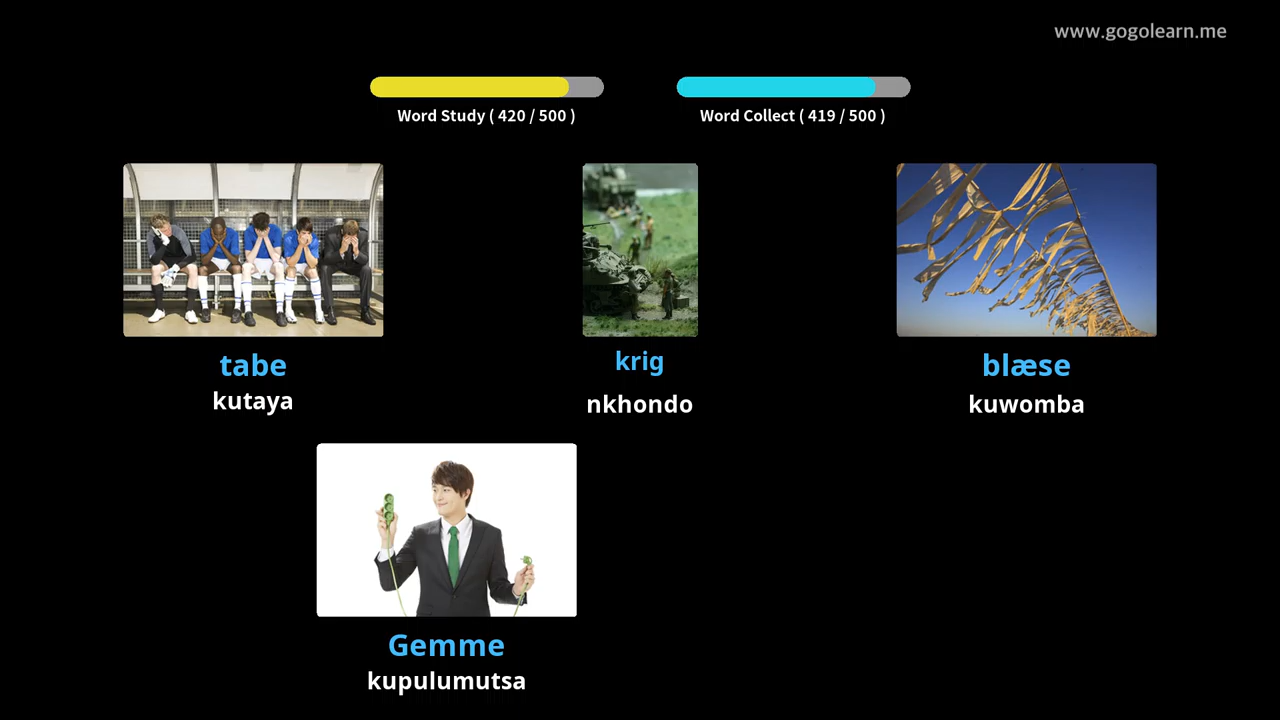 www.gogolearn.me
Word Study ( 420 / 500 )
Word Collect ( 419 / 500 )
tabe
kutaya
krig
nkhondo
blæse
kuwomba
Gemme
kupulumutsa